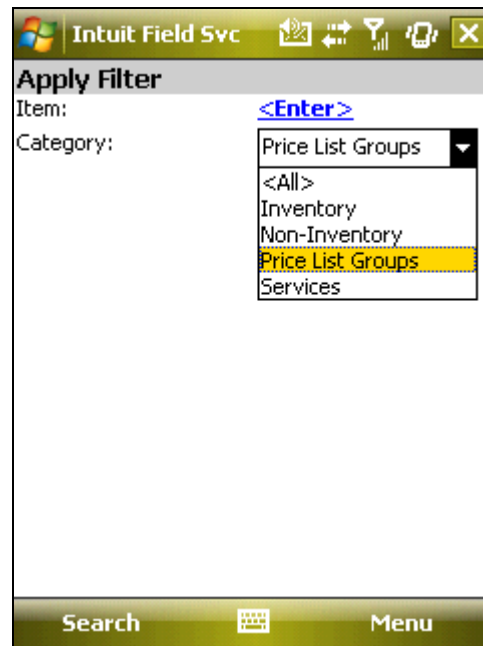 Intuit Field Svc
Apply Filter
Item: <Enter>
Category: Price List Groups
<All>
Inventory
Non-Inventory
Price List Groups
Services
Search Menu